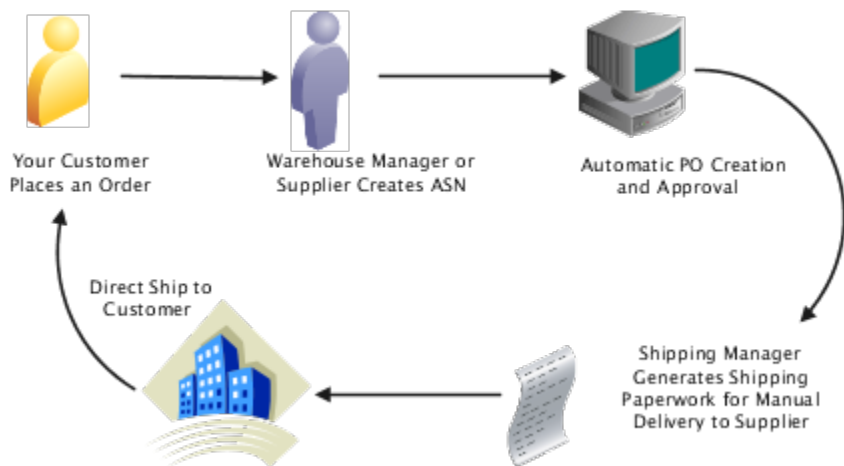 Your Customer
Places an Order
Warehouse Manager or
Supplier Creates ASN
Automatic PO Creation
and Approval
Direct Ship to
Customer
Shipping Manager
Generates Shipping
Paperwork for Manual
Delivery to Supplier